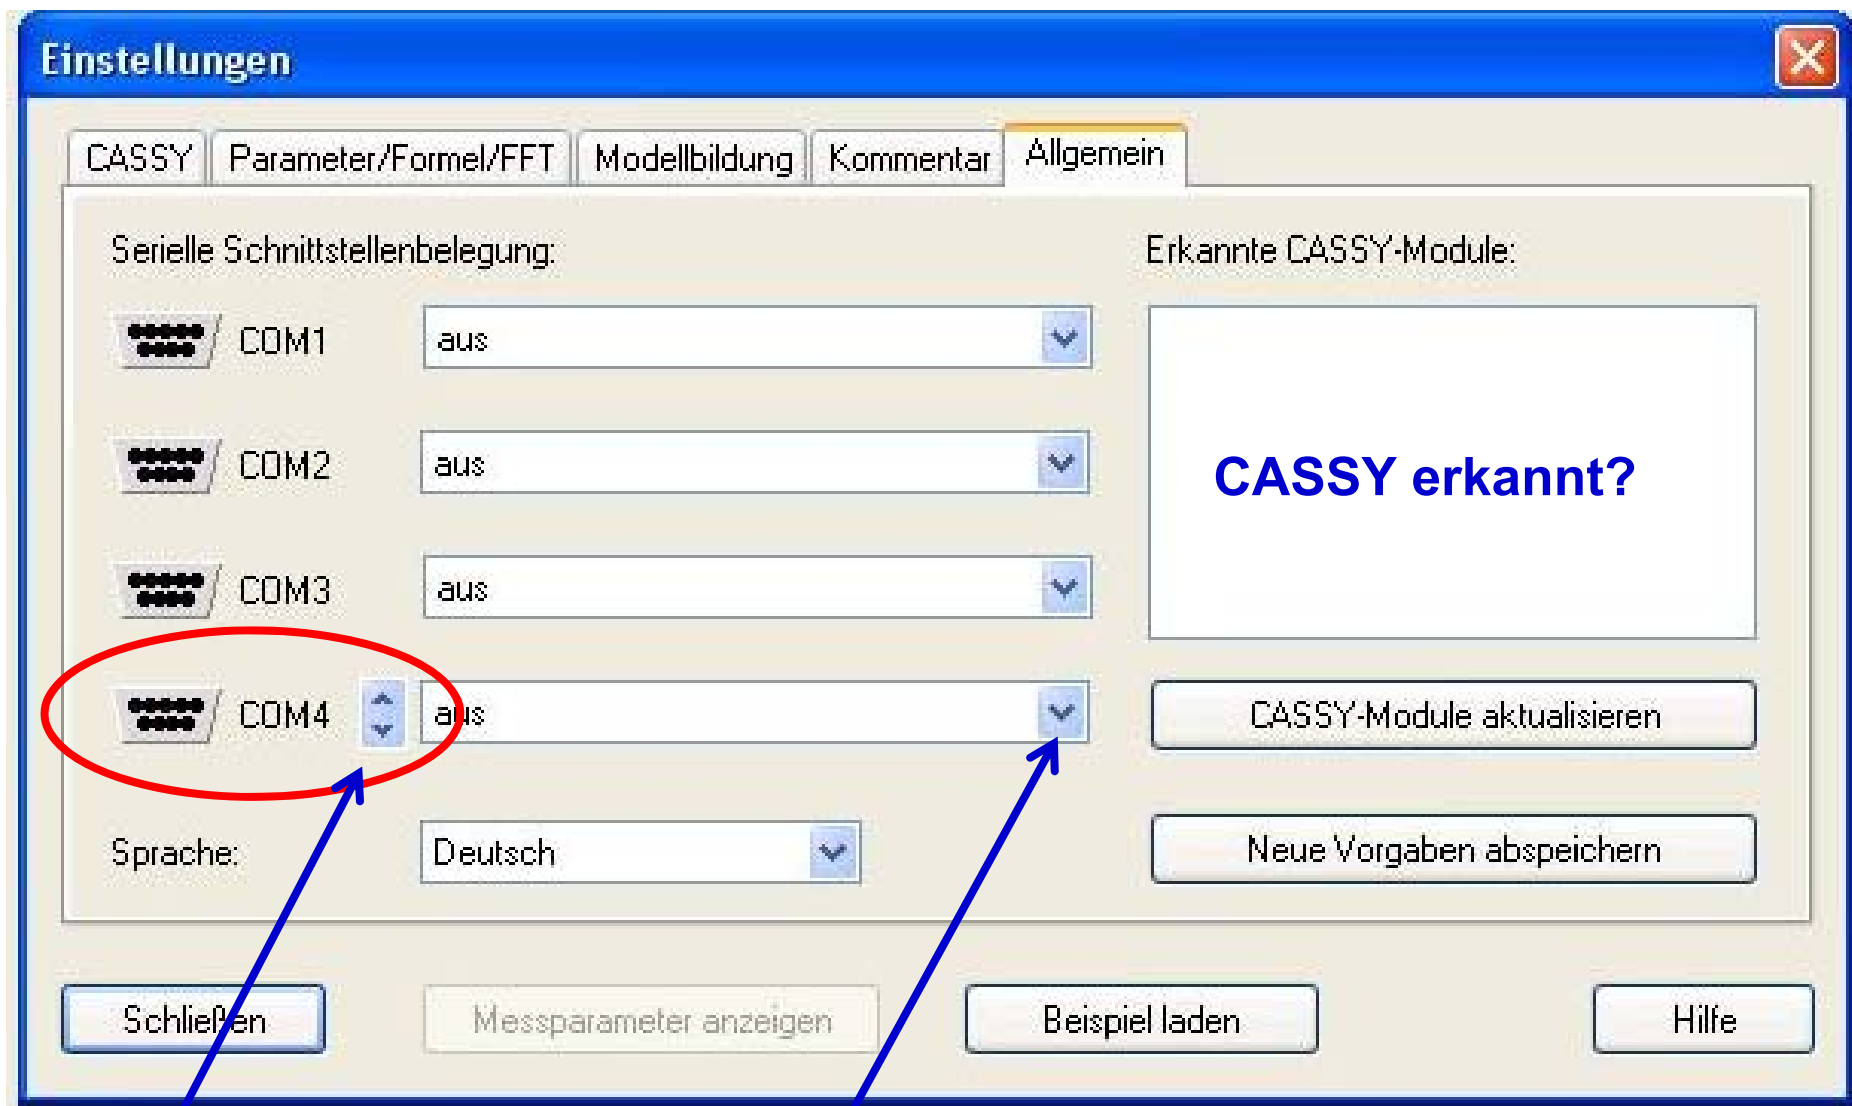 Einstellungen
CASSY Parameter/Formel/FFT Modellbildung Kommentar Allgemein
Serielle Schnittstellenbelegung:
Erkannte CASSY-Module:
COM1 aus
COM2 aus
CASSY erkannt?
COM3 aus
COM4 aus
CASSY-Module aktualisieren
Sprache: Deutsch
Neue Vorgaben abspeichern
Schließen Messparameter anzeigen Beispiel laden Hilfe